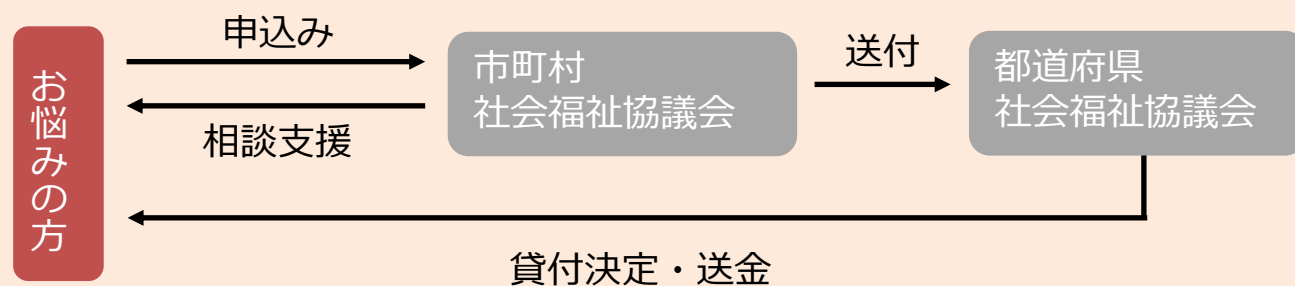 お悩みの方
申込み
相談支援
市町村
社会福祉協議会
送付
都道府県
社会福祉協議会
貸付決定・送金